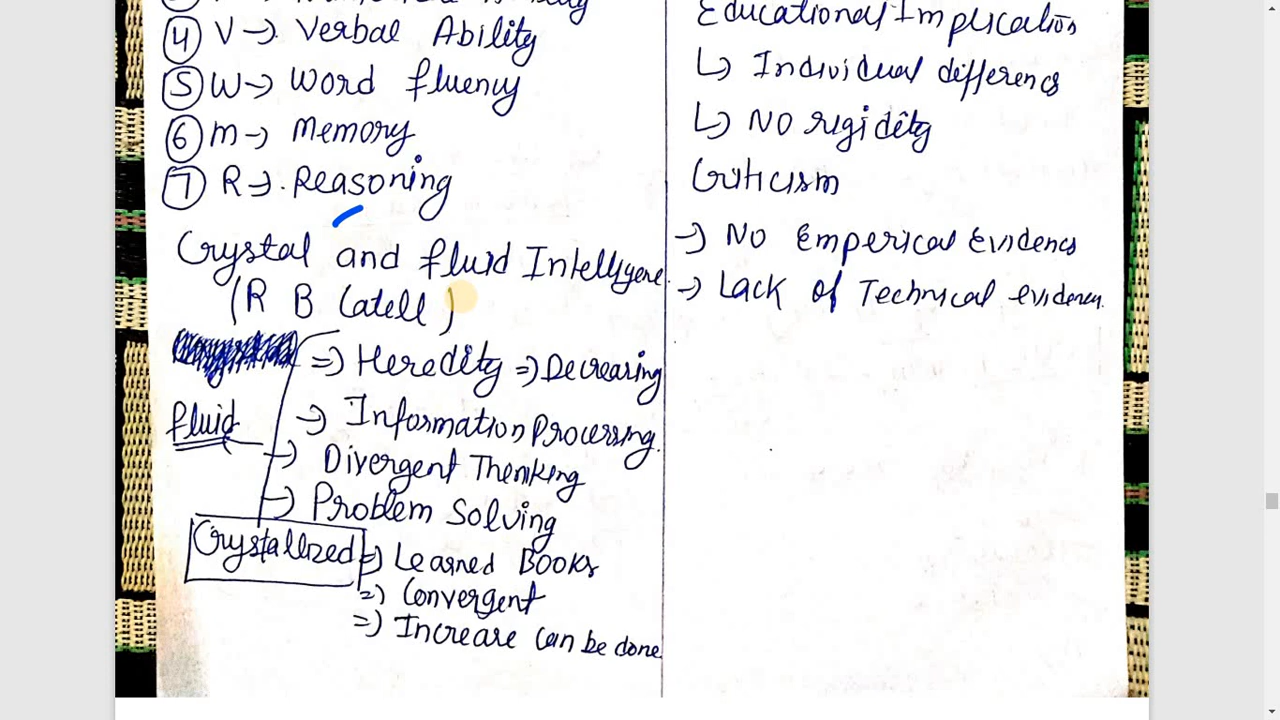 ④ V → Verbal Ability
⑤ W → Word fluency
⑥ m → Memory
⑦ R → Reasoning
Crystal and fluid Intelligence
(R B Catell)
fluid
⇒ Heredity ⇒ Decreasing
→ Information Processing.
→ Divergent Thenking
→ Problem Solving
Crystallized
⇒ Learned Books
⇒ Convergent
⇒ Increase can be done
Educational Implication
↳ Individual differences
↳ No rigidity
Criticism
→ No Emperical Evidence
→ Lack of Technical evidence.